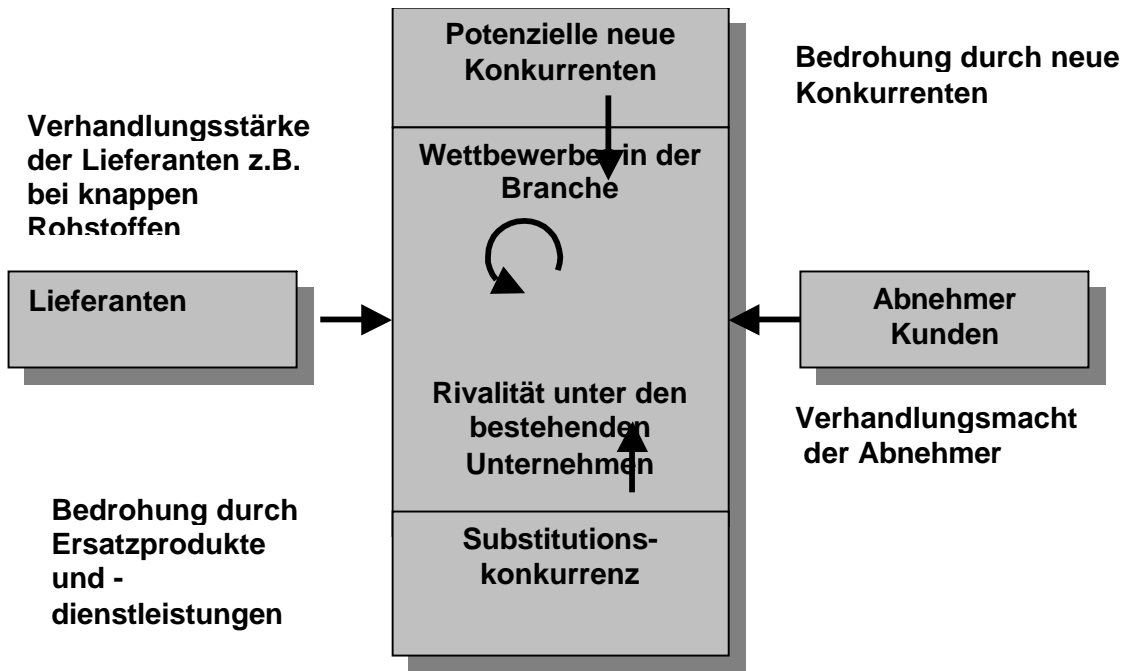 Potenzielle neue
Konkurrenten
Bedrohung durch neue
Konkurrenten
Verhandlungsstärke
der Lieferanten z.B.
bei knappen
Rohstoffen
Wettbewerber in der
Branche
Lieferanten
Abnehmer
Kunden
Rivalität unter den
bestehenden
Unternehmen
Verhandlungsmacht
der Abnehmer
Bedrohung durch
Ersatzprodukte
und -
dienstleistungen
Substitutions-
konkurrenz